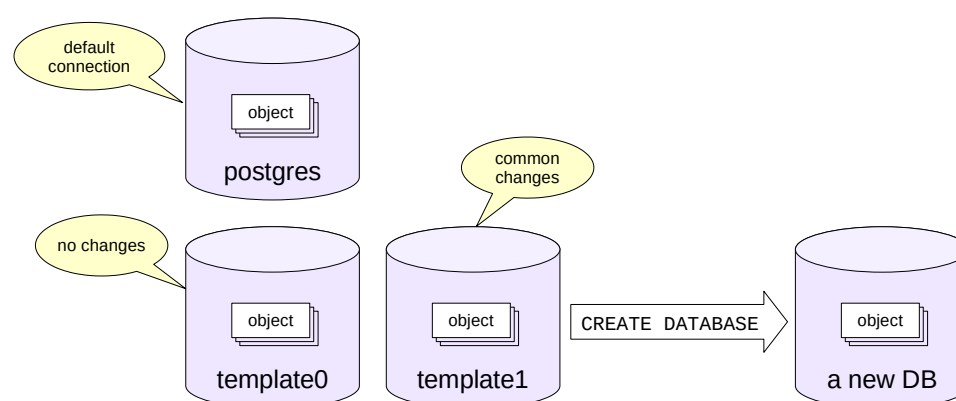 default
connection
object
postgres
common
changes
no changes
object
template0
object
template1
CREATE DATABASE
object
a new DB